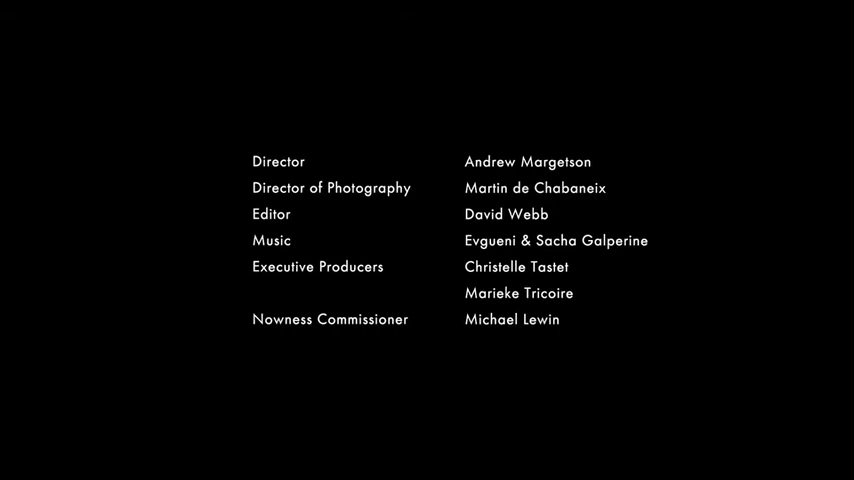 Director Andrew Margetson
Director of Photography Martin de Chabaneix
Editor David Webb
Music Evgueni & Sacha Galperine
Executive Producers Christelle Tastet
Marieke Tricoire
Nowness Commissioner Michael Lewin